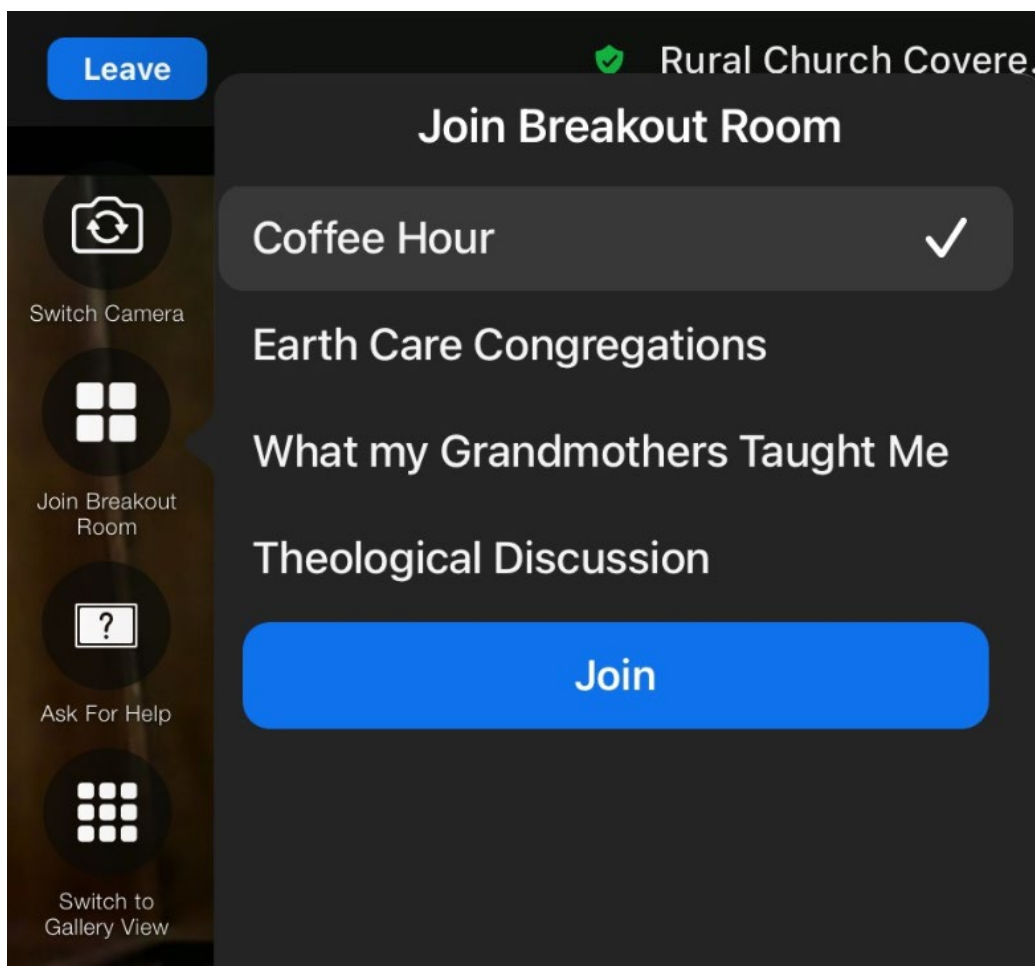 Leave
Rural Church Covere.
Join Breakout Room
Coffee Hour
Earth Care Congregations
What my Grandmothers Taught Me
Theological Discussion
Join
Switch Camera
Join Breakout
Room
?
Ask For Help
Switch to
Gallery View